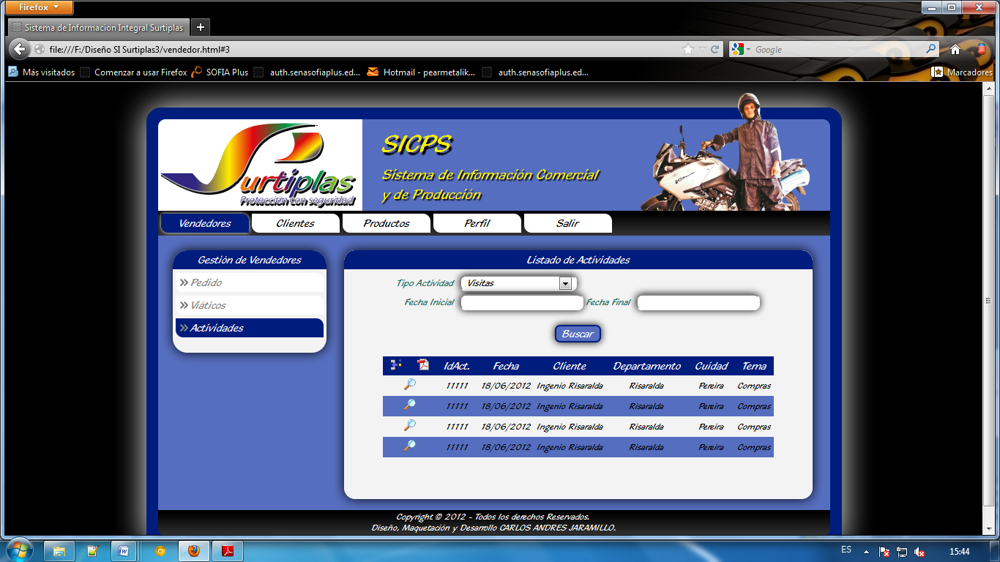 Firefox
Sistema de Informacion Integral Surtiplas
file:///F:/Diseño SI Surtiplas3/vendedor.html#3
Google
Más visitados
Comenzar a usar Firefox
SOFIA Plus
auth.senasofiaplus.ed...
Hotmail - pearmetalik...
auth.senasofiaplus.ed...
Marcadores
Surtiplas
Protección con seguridad
SICPS
Sistema de Información Comercial
y de Producción
Vendedores Clientes Productos Perfil Salir
Gestión de Vendedores
Pedido
Viáticos
Actividades
Listado de Actividades
Tipo Actividad Visitas
Fecha Inicial Fecha Final
Buscar
IdAct. Fecha Cliente Departamento Cuidad Tema
11111 18/06/2012 Ingenio Risaralda Risaralda Pereira Compras
11111 18/06/2012 Ingenio Risaralda Risaralda Pereira Compras
11111 18/06/2012 Ingenio Risaralda Risaralda Pereira Compras
11111 18/06/2012 Ingenio Risaralda Risaralda Pereira Compras
Copyright © 2012 - Todos los derechos Reservados.
Diseño, Maquetación y Desarrollo CARLOS ANDRES JARAMILLO.
ES 15:44